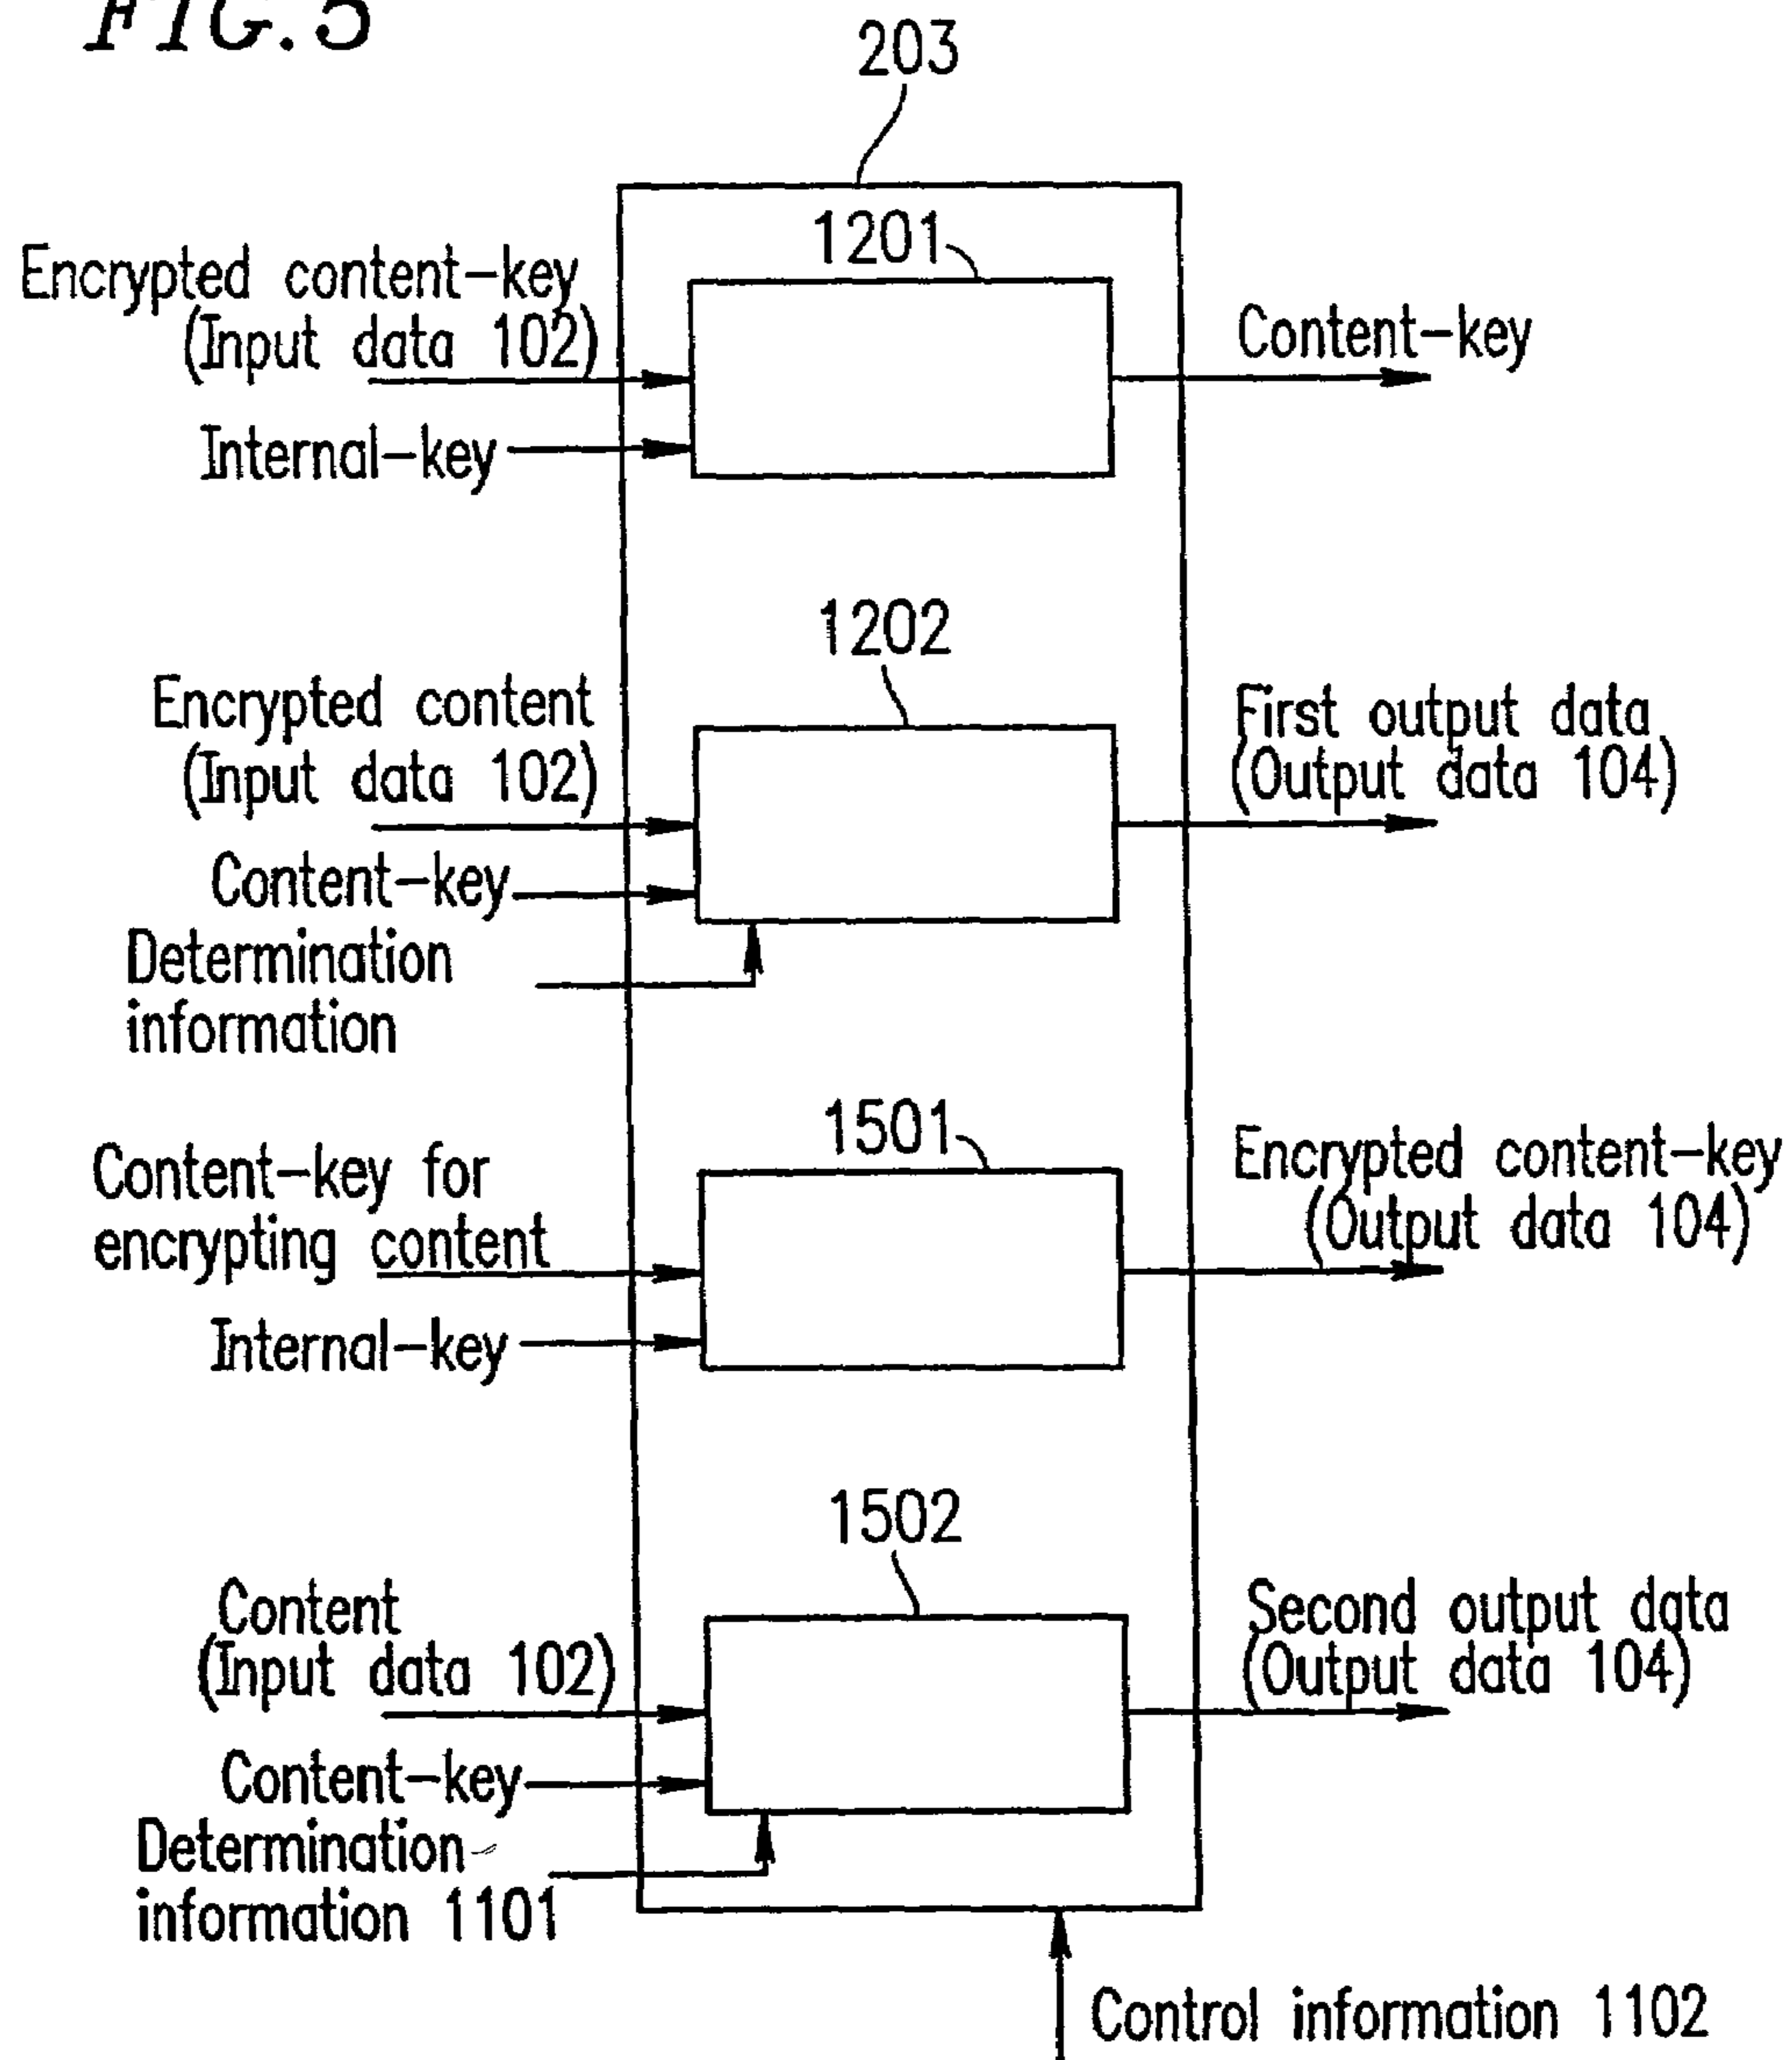 FIG. 5
203
1201
Encrypted content-key
(Input data 102)
Internal-key
Content-key
1202
Encrypted content
(Input data 102)
Content-key
Determination
information
First output data
(Output data 104)
1501
Content-key for
encrypting content
Internal-key
Encrypted content-key
(Output data 104)
1502
Content
(Input data 102)
Content-key
Determination
information 1101
Second output data
(Output data 104)
Control information 1102